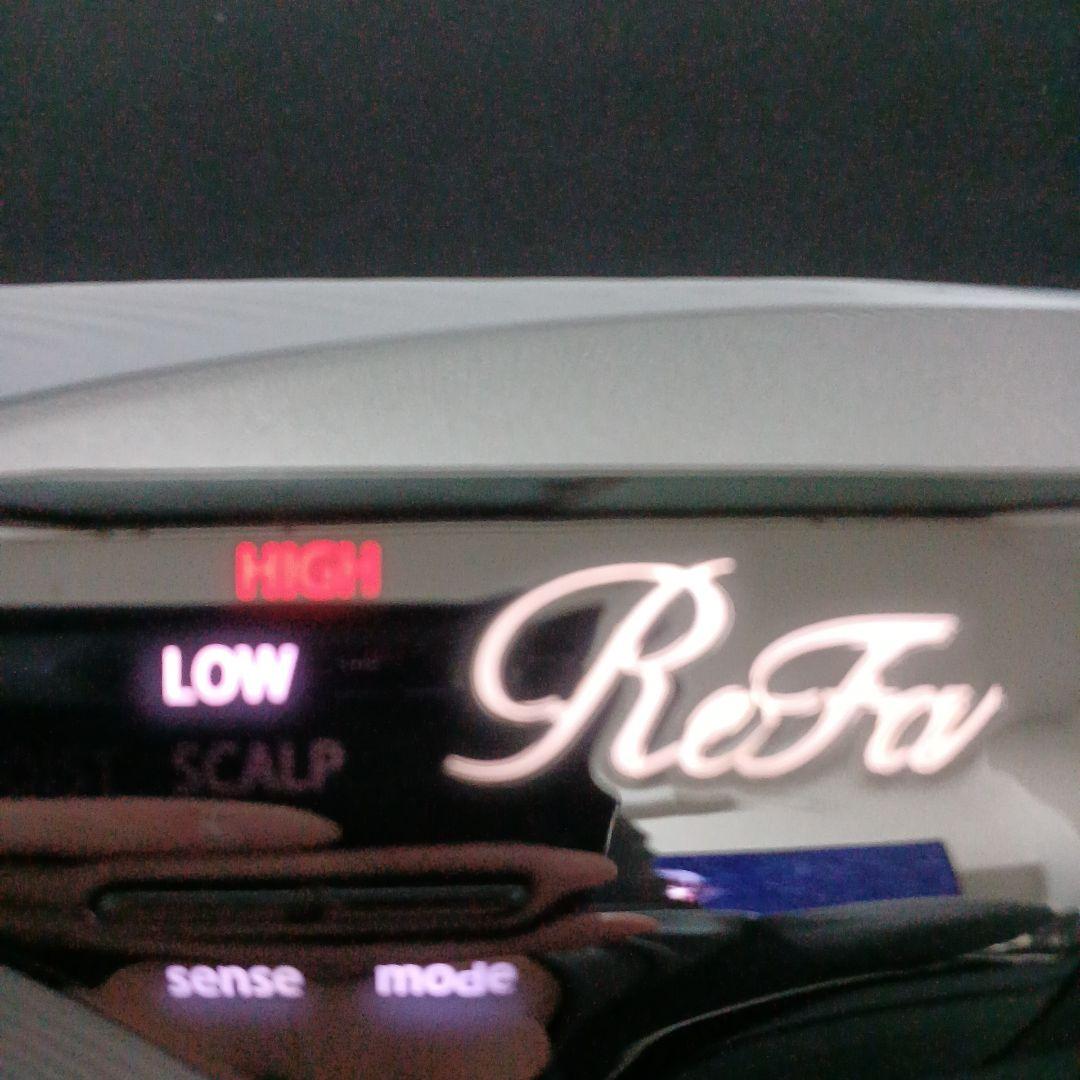 HIGH
LOW
ReFa
SCALP
sense mode